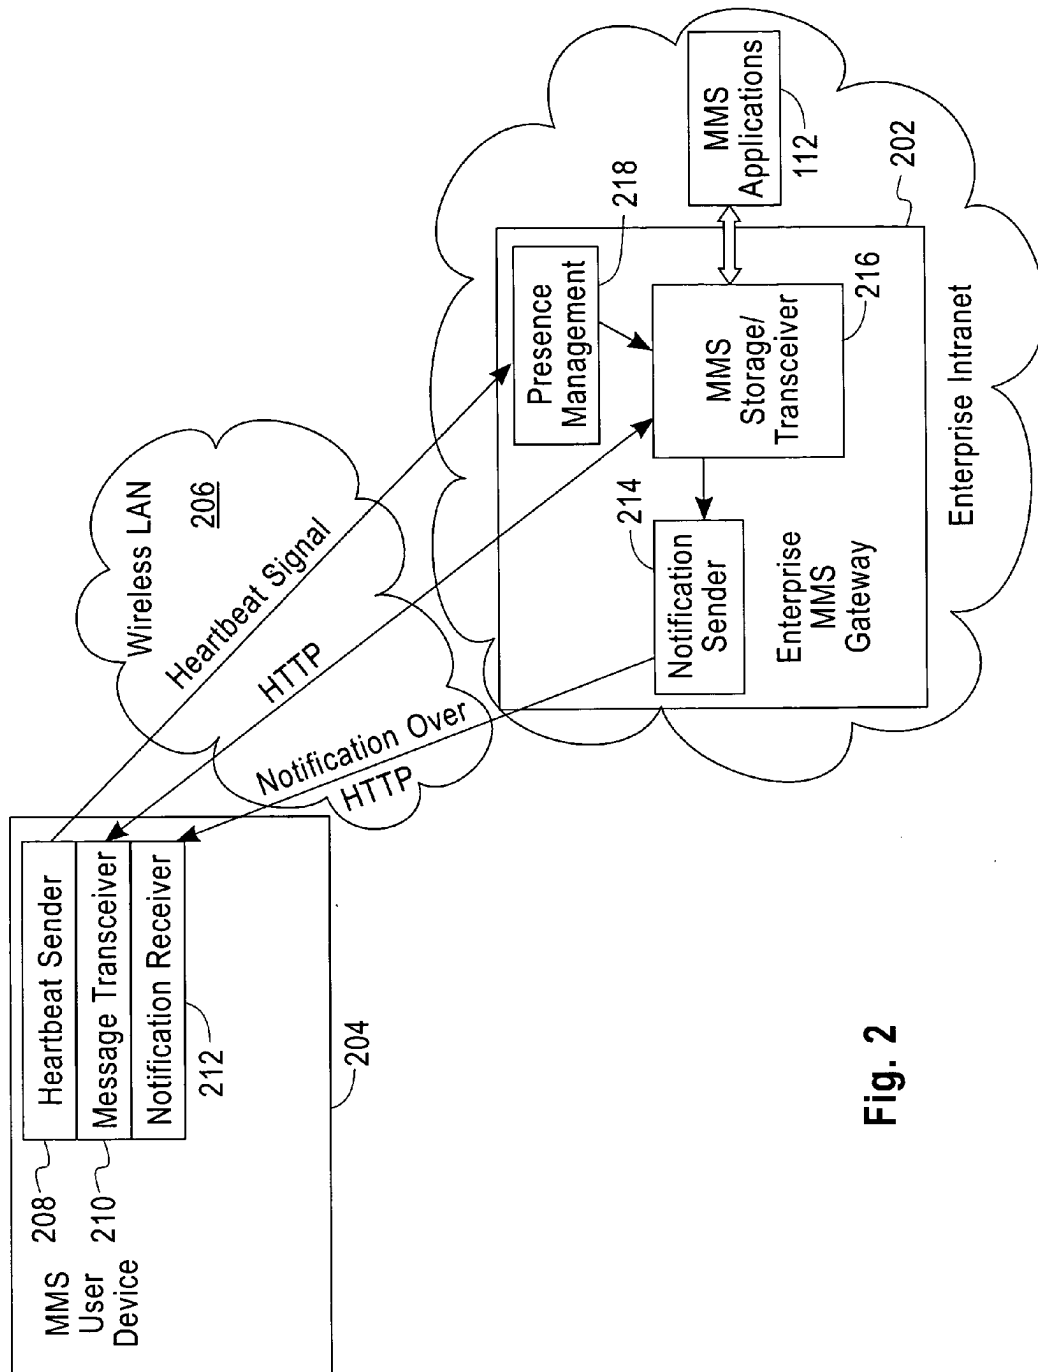 MMS
User
Device
208
210
Heartbeat Sender
Message Transceiver
Notification Receiver
212
204
Wireless LAN
206
Heartbeat Signal
HTTP
Notification Over
HTTP
Presence
Management
218
MMS
Storage/
Transceiver
216
214
Notification
Sender
Enterprise
MMS
Gateway
MMS
Applications
112
202
Enterprise Intranet
Fig. 2